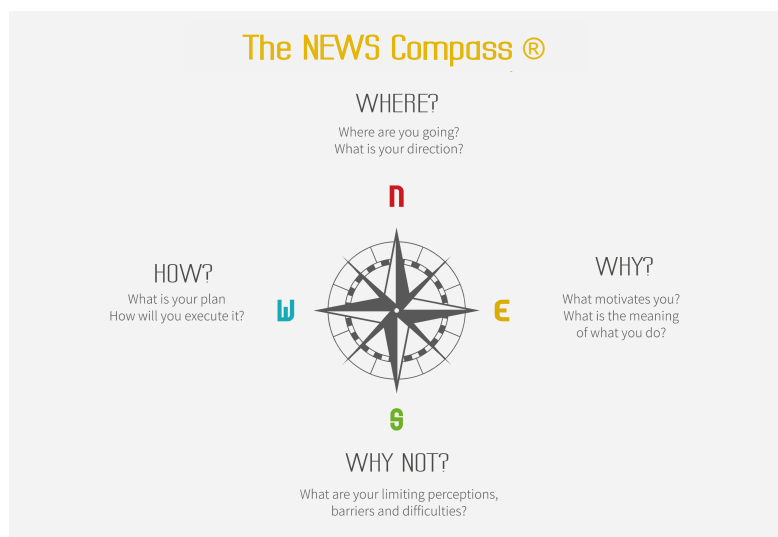 The NEWS Compass ®
WHERE?
Where are you going?
What is your direction?
N
HOW?
What is your plan
How will you execute it?
W
E
WHY?
What motivates you?
What is the meaning
of what you do?
S
WHY NOT?
What are your limiting perceptions,
barriers and difficulties?